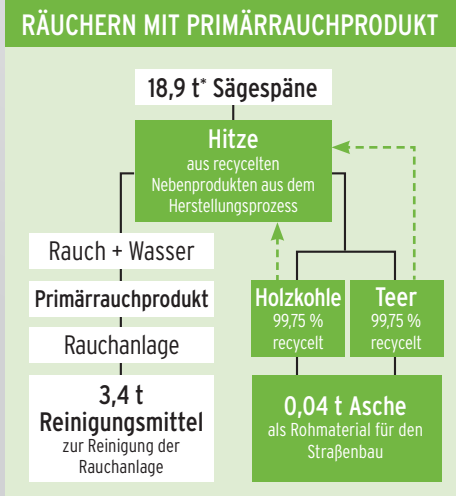 RÄUCHERN MIT PRIMÄRRAUCHPRODUKT
18,9 t* Sägespäne
Hitze
aus recycelten
Nebenprodukten aus dem
Herstellungsprozess
Rauch + Wasser
Primärrauchprodukt
Rauchanlage
3,4 t
Reinigungsmittel
zur Reinigung der
Rauchanlage
Holzkohle
99,75 %
recycelt
Teer
99,75 %
recycelt
0,04 t Asche
als Rohmaterial für den
Straßenbau